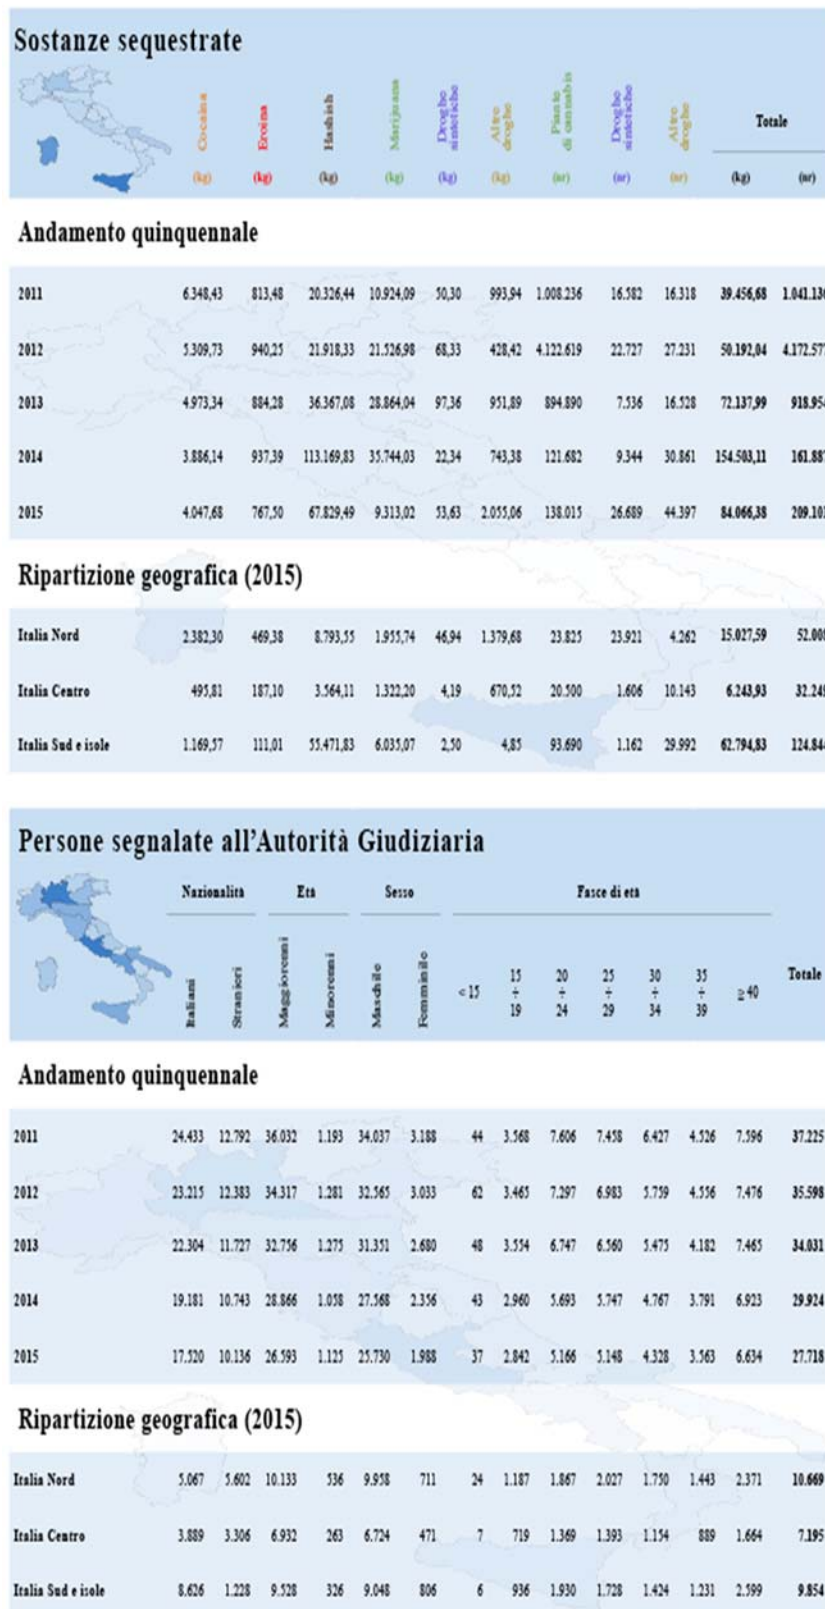 Sostanze sequestrate
Cocaina Eroina Hashish Marijuana Droghe sintetiche Altre droghe Piante di cannabis Droghe sintetiche Altre droghe Totale
(kg) (kg) (kg) (kg) (kg) (kg) (nr) (nr) (nr) (kg) (nr)
Andamento quinquennale
2011 6.348,43 813,48 20.326,44 10.924,09 50,30 993,94 1.008.236 16.582 16.318 39.456,68
2012 5.309,73 940,25 21.918,33 21.526,98 68,33 428,42 4.122.619 22.727 27.231 50.192,04
2013 4.973,34 884,28 36.367,08 28.864,04 97,36 951,89 894.890 7.536 16.528 72.137,99
2014 3.886,14 937,39 113.169,83 35.744,03 22,34 743,38 121.682 9.344 30.861 154.503,11
2015 4.047,68 767,50 67.829,49 9.313,02 53,63 2.055,06 138.015 26.689 44.397 84.066,38
Ripartizione geografica (2015)
Italia Nord 2.382,30 469,38 8.793,55 1.955,74 46,94 1.379,68 23.825 23.921 4.262 15.027,59
Italia Centro 495,81 187,10 3.564,11 1.322,20 4,19 670,52 20.500 1.606 10.143 6.243,93
Italia Sud e isole 1.169,57 111,01 55.471,83 6.035,07 2,50 4,85 93.690 1.162 29.992 62.794,83
Persone segnalate all'Autorità Giudiziaria
Nazionalità Età Sesso Fasce di età
Italiani Stranieri Maggiorenni Minorenni Maschile Femminile < 15 15 ÷ 19 20 ÷ 24 25 ÷ 29 30 ÷ 34 35 ÷ 39 ≥ 40 Totale
Andamento quinquennale
2011 24.433 12.792 36.032 1.193 34.037 3.188 44 3.568 7.606 7.458 6.427 4.526 7.596 37.225
2012 23.215 12.383 34.317 1.281 32.565 3.033 62 3.465 7.297 6.983 5.759 4.556 7.476 35.598
2013 22.304 11.727 32.756 1.275 31.351 2.680 48 3.554 6.747 6.560 5.475 4.182 7.465 34.031
2014 19.181 10.743 28.866 1.058 27.568 2.356 43 2.960 5.693 5.747 4.767 3.791 6.923 29.924
2015 17.520 10.136 26.593 1.125 25.730 1.988 37 2.842 5.166 5.148 4.328 3.563 6.634 27.718
Ripartizione geografica (2015)
Italia Nord 5.067 5.602 10.133 536 9.958 711 24 1.187 1.867 2.027 1.750 1.443 2.371 10.669
Italia Centro 3.889 3.306 6.932 263 6.724 471 7 719 1.369 1.393 1.154 889 1.664 7.195
Italia Sud e isole 8.626 1.228 9.528 326 9.048 806 6 936 1.930 1.728 1.424 1.231 2.599 9.854